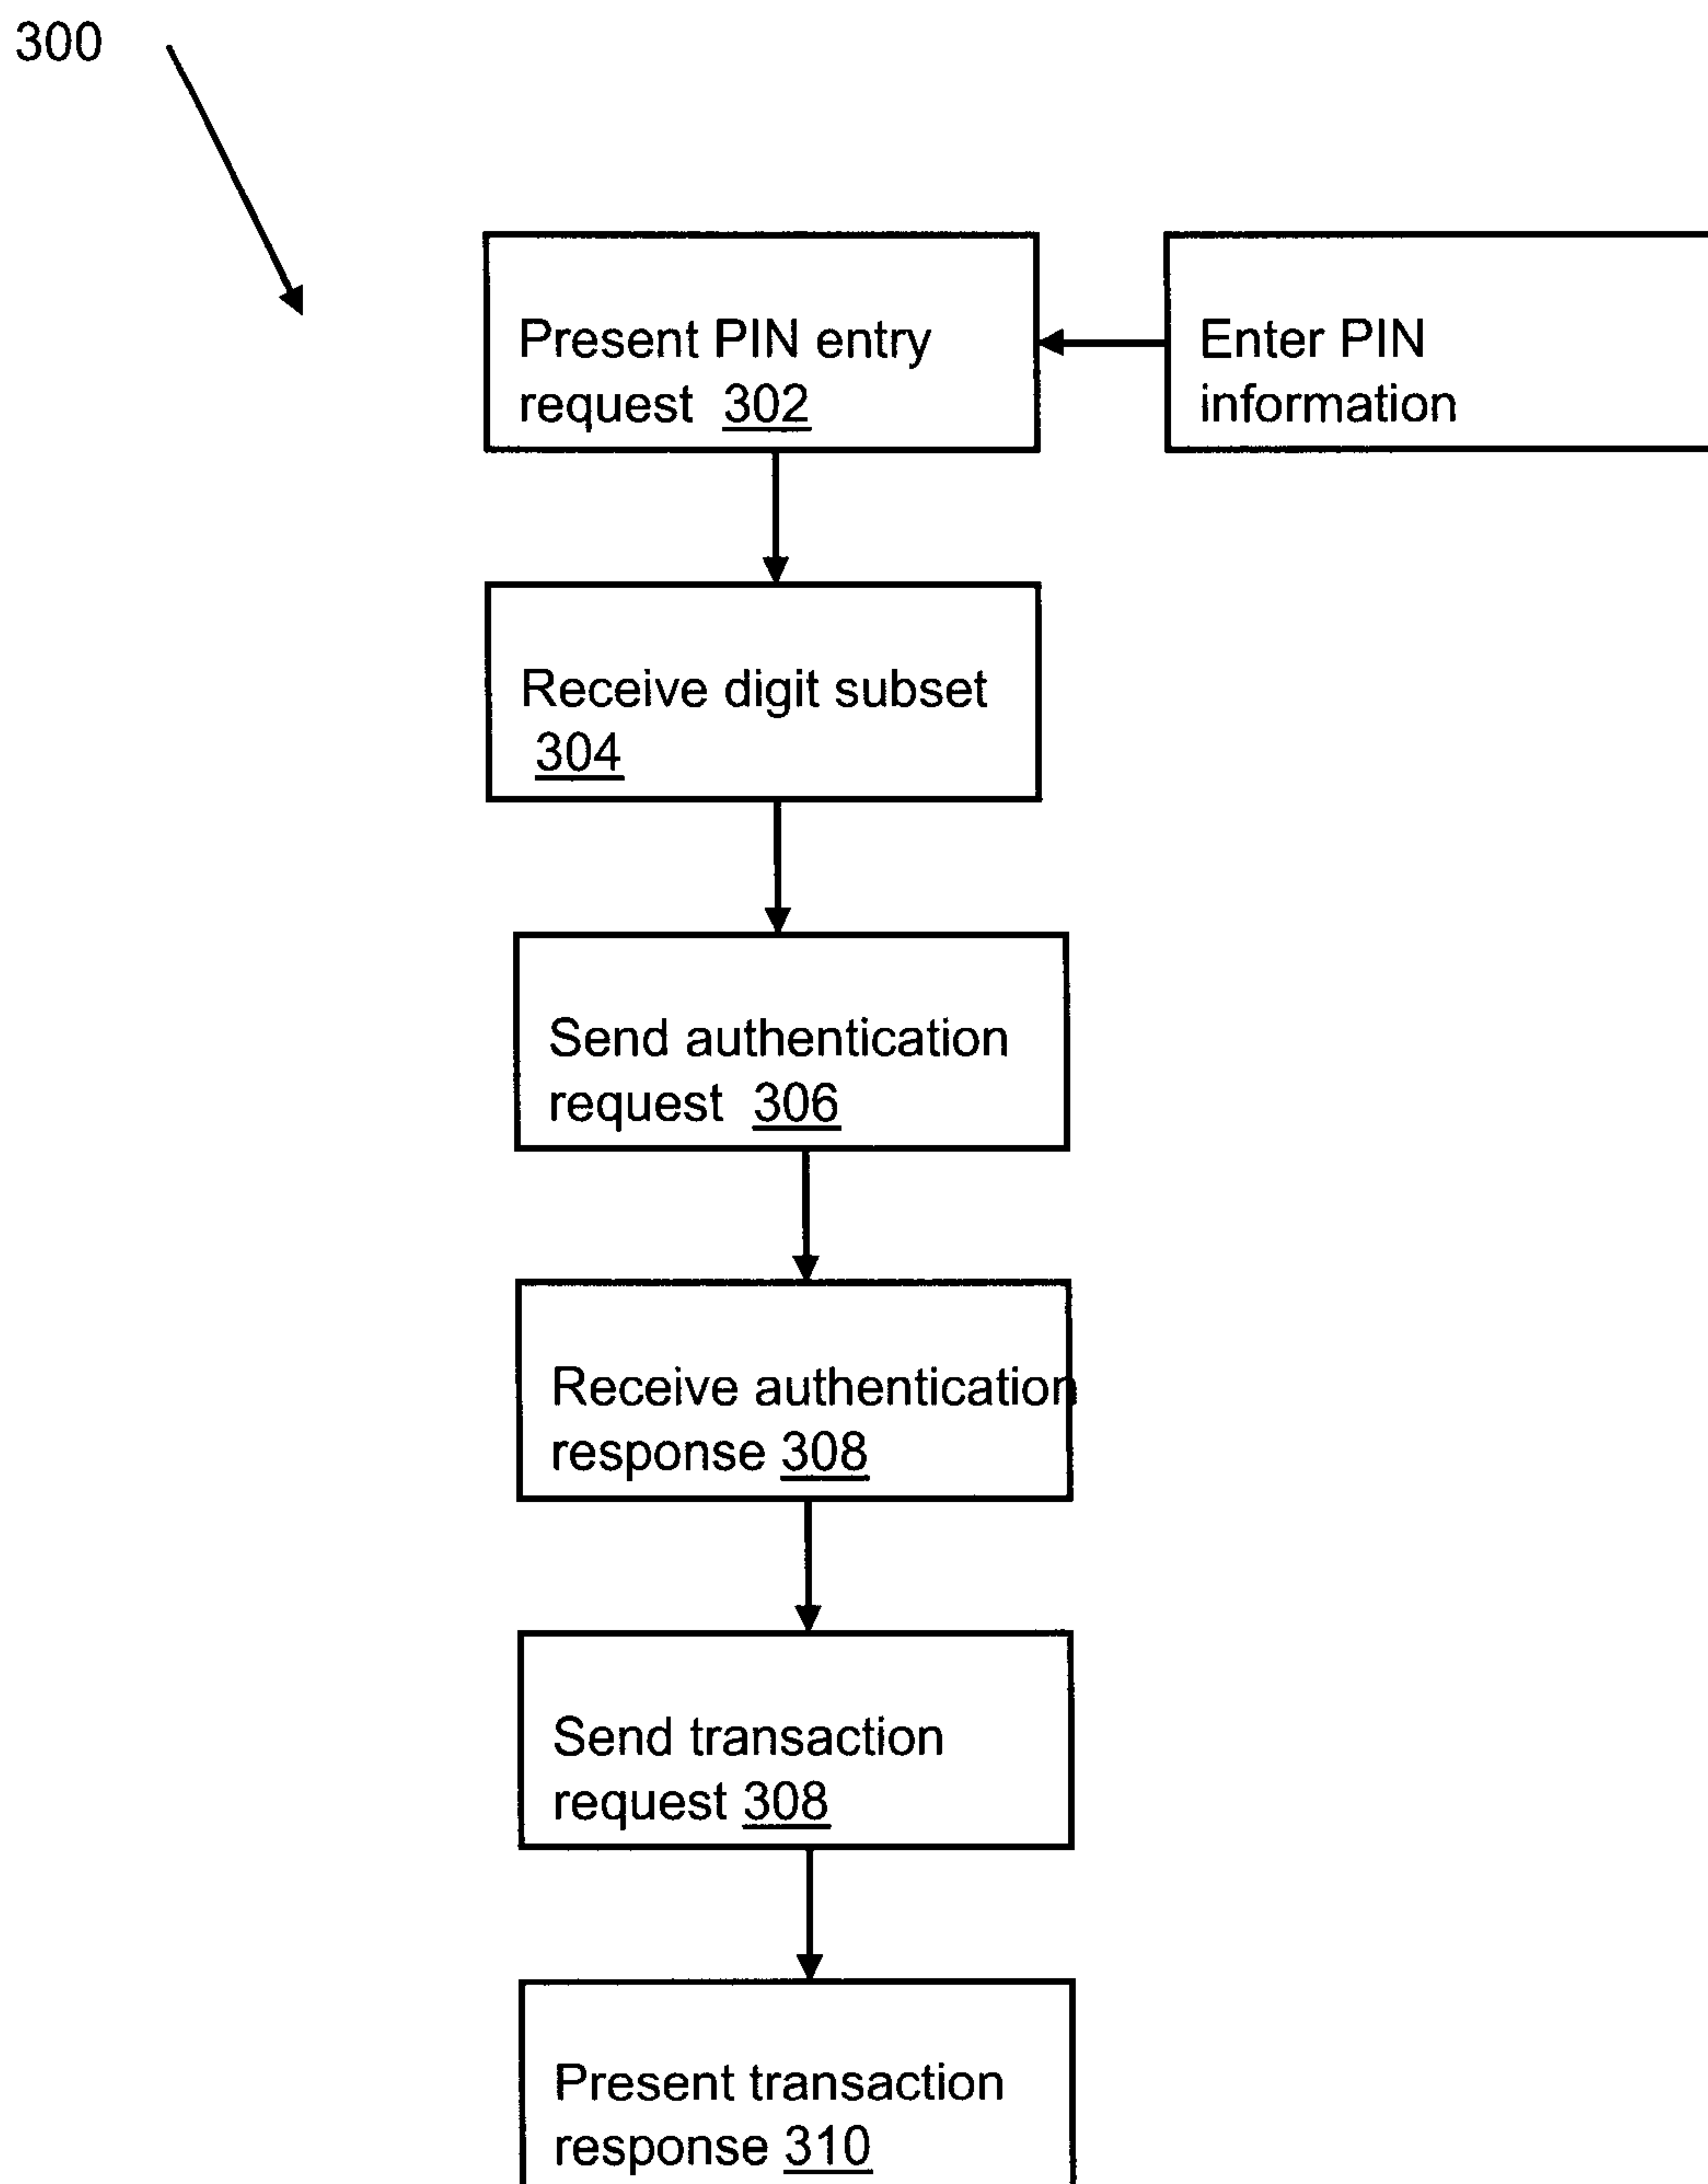 300
Present PIN entry
request 302
Enter PIN
information
Receive digit subset
304
Send authentication
request 306
Receive authentication
response 308
Send transaction
request 308
Present transaction
response 310